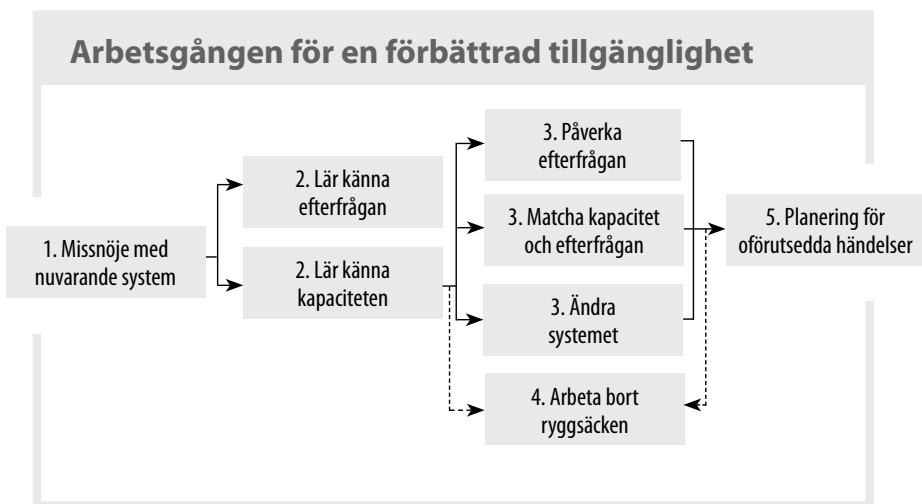 Arbetsgången för en förbättrad tillgänglighet
1. Missnöje med
nuvarande system
2. Lär känna
efterfrågan
2. Lär känna
kapaciteten
3. Påverka
efterfrågan
3. Matcha kapacitet
och efterfrågan
3. Ändra
systemet
4. Arbeta bort
ryggsäcken
5. Planering för
oförutsedda händelser